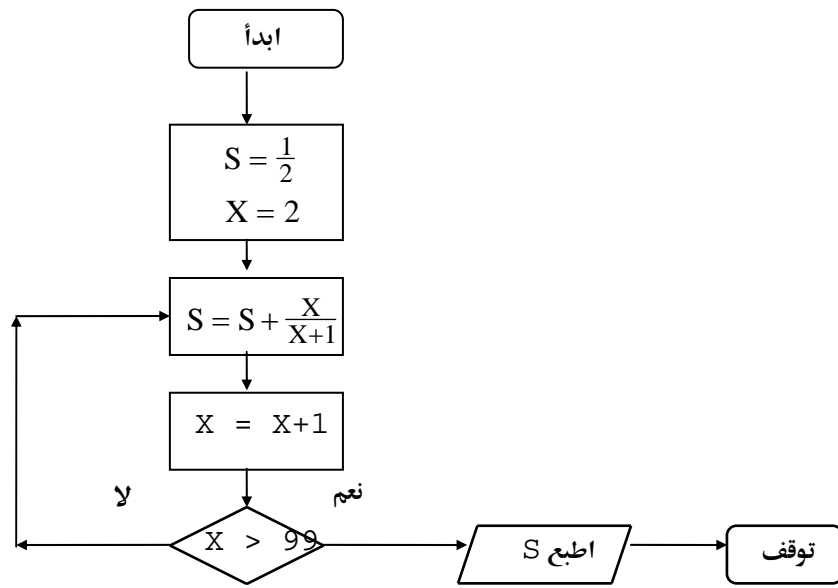 ابدأ
S = 1/2
X = 2
S = S + X/X+1
X = X+1
لا
نعم
X > 99
اطبع S
توقف